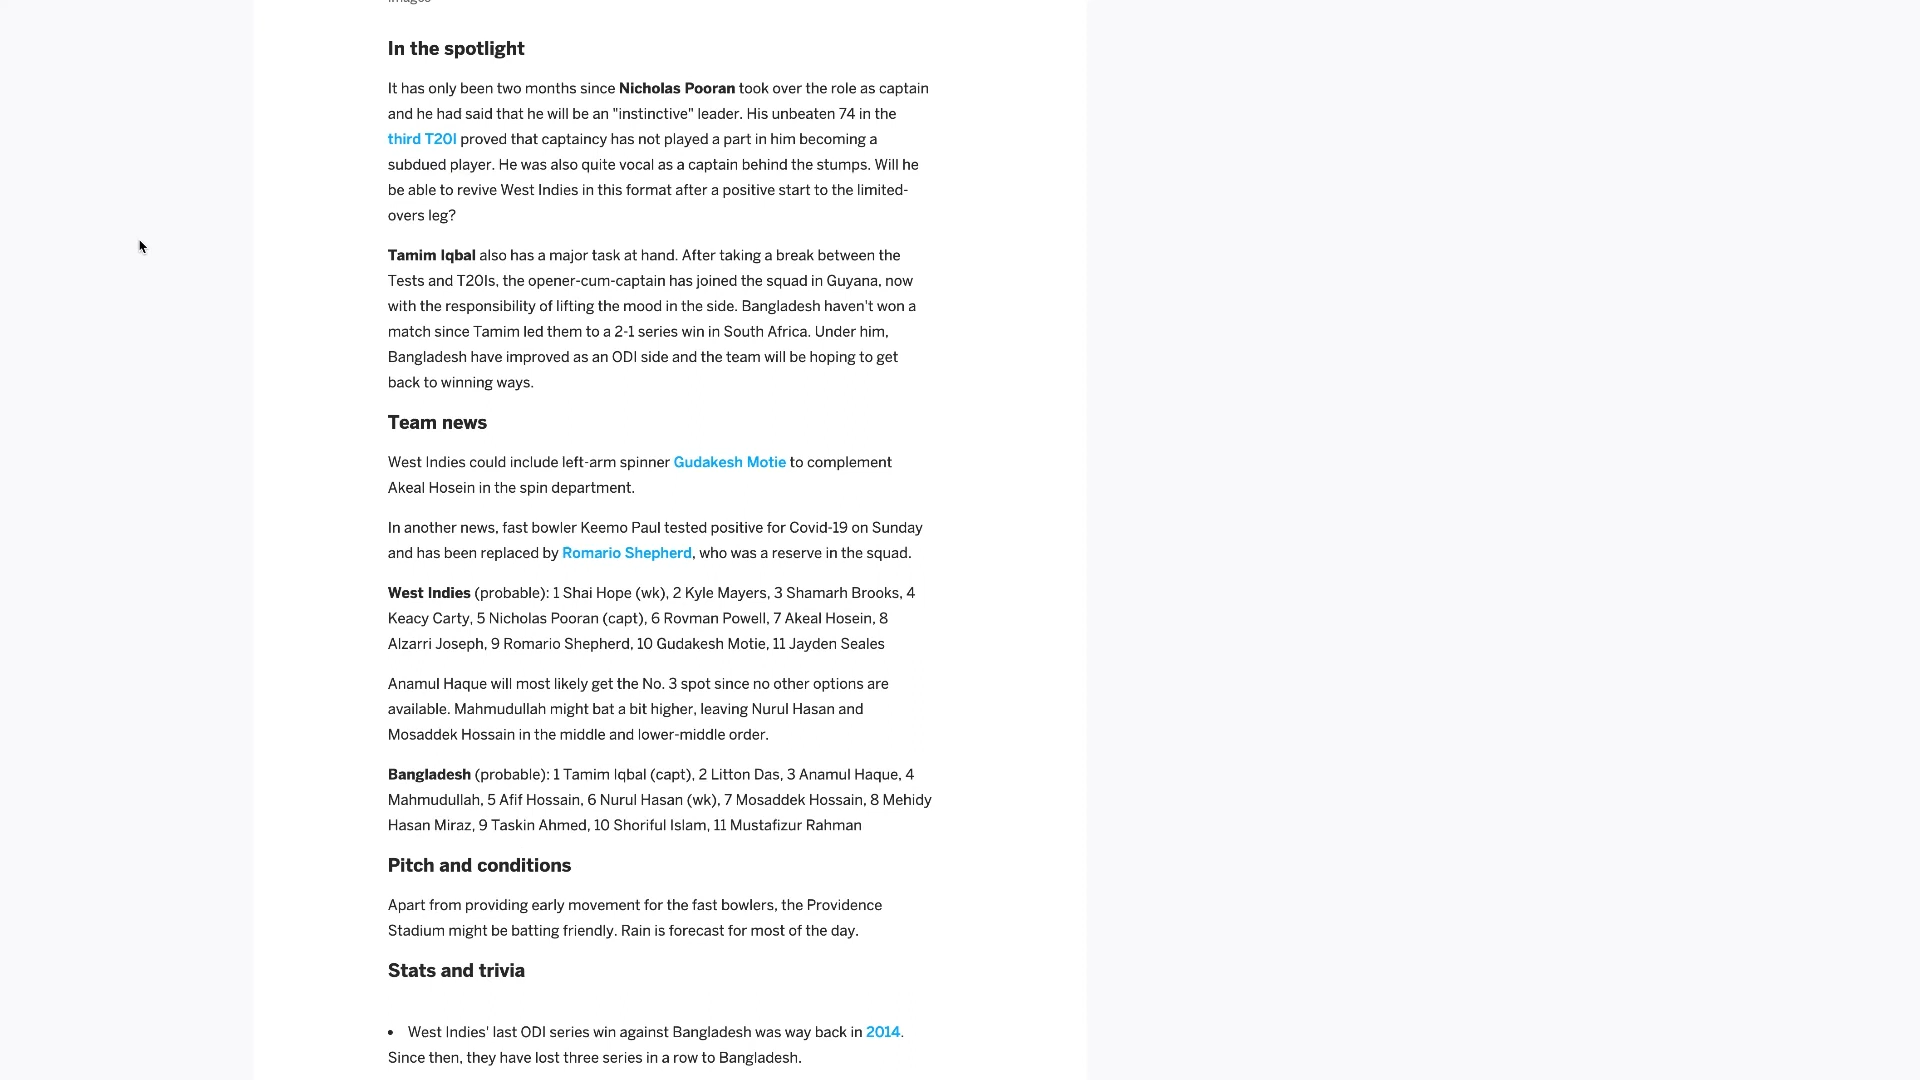 images
In the spotlight
It has only been two months since Nicholas Pooran took over the role as captain
and he had said that he will be an "instinctive" leader. His unbeaten 74 in the
third T20I proved that captaincy has not played a part in him becoming a
subdued player. He was also quite vocal as a captain behind the stumps. Will he
be able to revive West Indies in this format after a positive start to the limited-
overs leg?
Tamim Iqbal also has a major task at hand. After taking a break between the
Tests and T20Is, the opener-cum-captain has joined the squad in Guyana, now
with the responsibility of lifting the mood in the side. Bangladesh haven't won a
match since Tamim led them to a 2-1 series win in South Africa. Under him,
Bangladesh have improved as an ODI side and the team will be hoping to get
back to winning ways.
Team news
West Indies could include left-arm spinner Gudakesh Motie to complement
Akeal Hosein in the spin department.
In another news, fast bowler Keemo Paul tested positive for Covid-19 on Sunday
and has been replaced by Romario Shepherd, who was a reserve in the squad.
West Indies (probable): 1 Shai Hope (wk), 2 Kyle Mayers, 3 Shamarh Brooks, 4
Keacy Carty, 5 Nicholas Pooran (capt), 6 Rovman Powell, 7 Akeal Hosein, 8
Alzarri Joseph, 9 Romario Shepherd, 10 Gudakesh Motie, 11 Jayden Seales
Anamul Haque will most likely get the No. 3 spot since no other options are
available. Mahmudullah might bat a bit higher, leaving Nurul Hasan and
Mosaddek Hossain in the middle and lower-middle order.
Bangladesh (probable): 1 Tamim Iqbal (capt), 2 Litton Das, 3 Anamul Haque, 4
Mahmudullah, 5 Afif Hossain, 6 Nurul Hasan (wk), 7 Mosaddek Hossain, 8 Mehidy
Hasan Miraz, 9 Taskin Ahmed, 10 Shoriful Islam, 11 Mustafizur Rahman
Pitch and conditions
Apart from providing early movement for the fast bowlers, the Providence
Stadium might be batting friendly. Rain is forecast for most of the day.
Stats and trivia
• West Indies' last ODI series win against Bangladesh was way back in 2014.
Since then, they have lost three series in a row to Bangladesh.